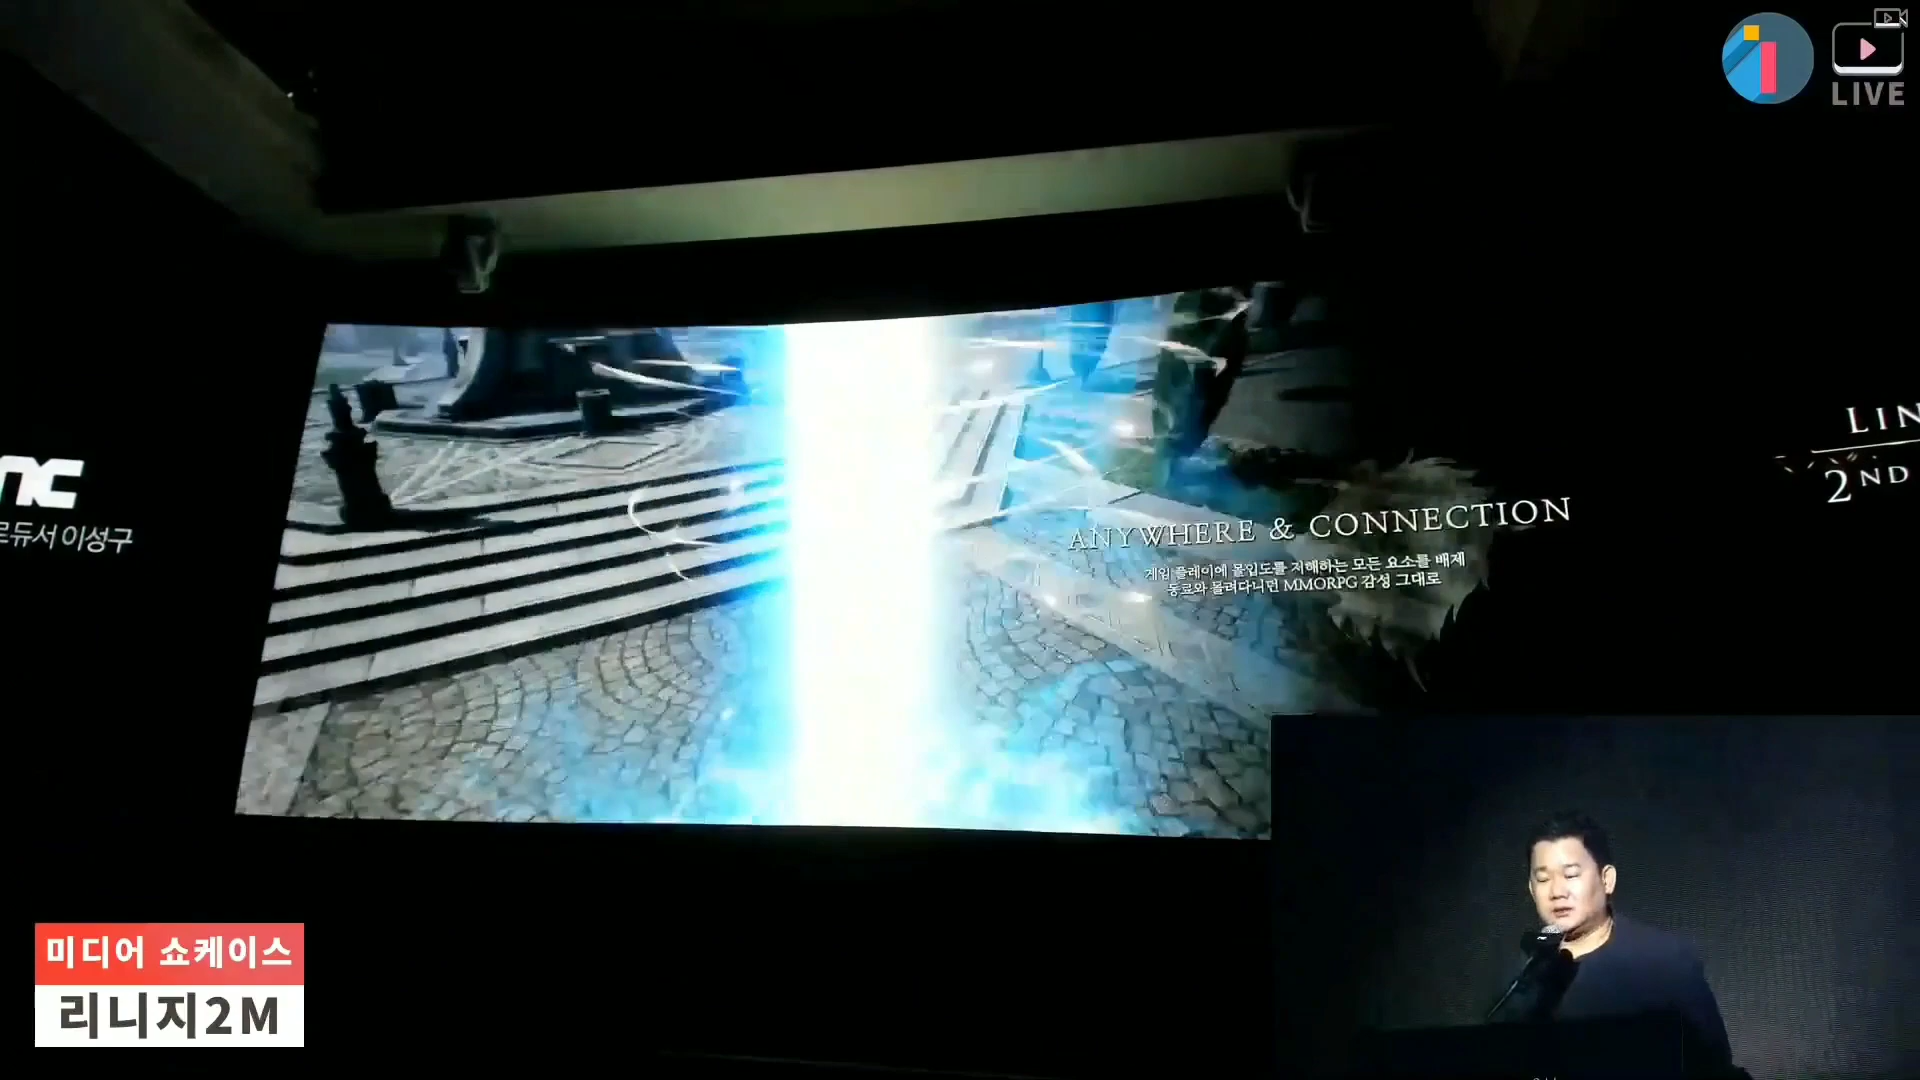 LIVE
LIN
2ND
nc
듀서 이성구
ANYWHERE & CONNECTION
게임 플레이에 몰입도를 저해하는 모든 요소를 배제
동료와 몰려다니던 MMORPG 감성 그대로
미디어 쇼케이스
리니지2M